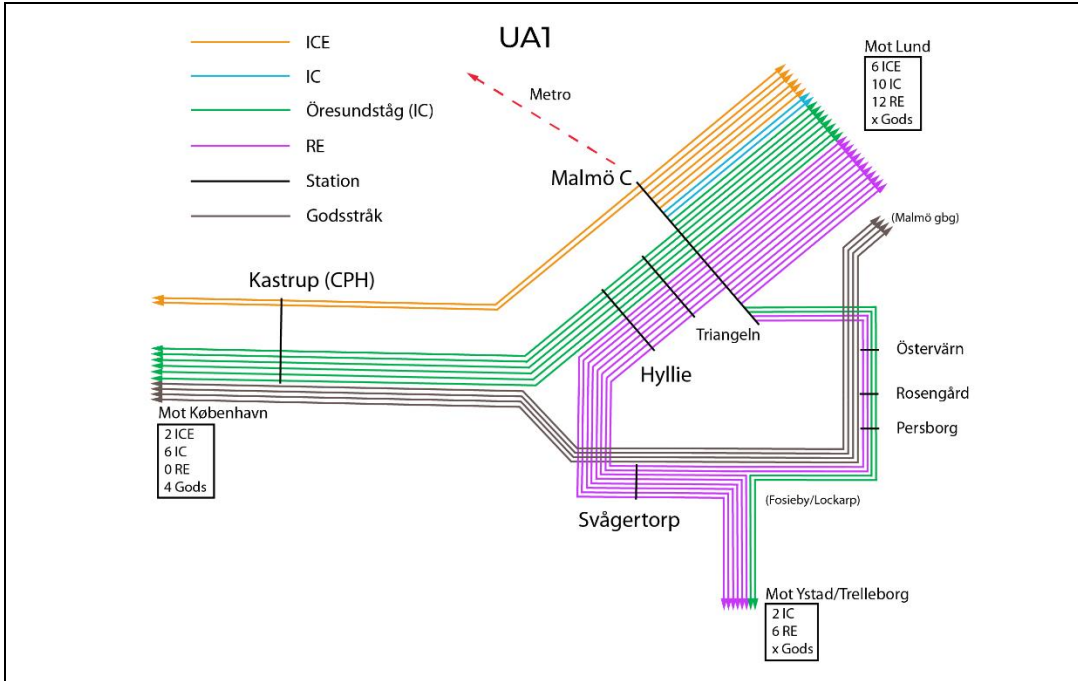 UA1
ICE
IC
Öresundståg (IC)
RE
Station
Godsstråk
Metro
Mot Lund
6 ICE
10 IC
12 RE
x Gods
Malmö C
(Malmö gbg)
Kastrup (CPH)
Triangeln
Hyllie
Östervärn
Rosengård
Persborg
Mot København
2 ICE
6 IC
0 RE
4 Gods
Svågertorp
(Fosieby/Lockarp)
Mot Ystad/Trelleborg
2 IC
6 RE
x Gods